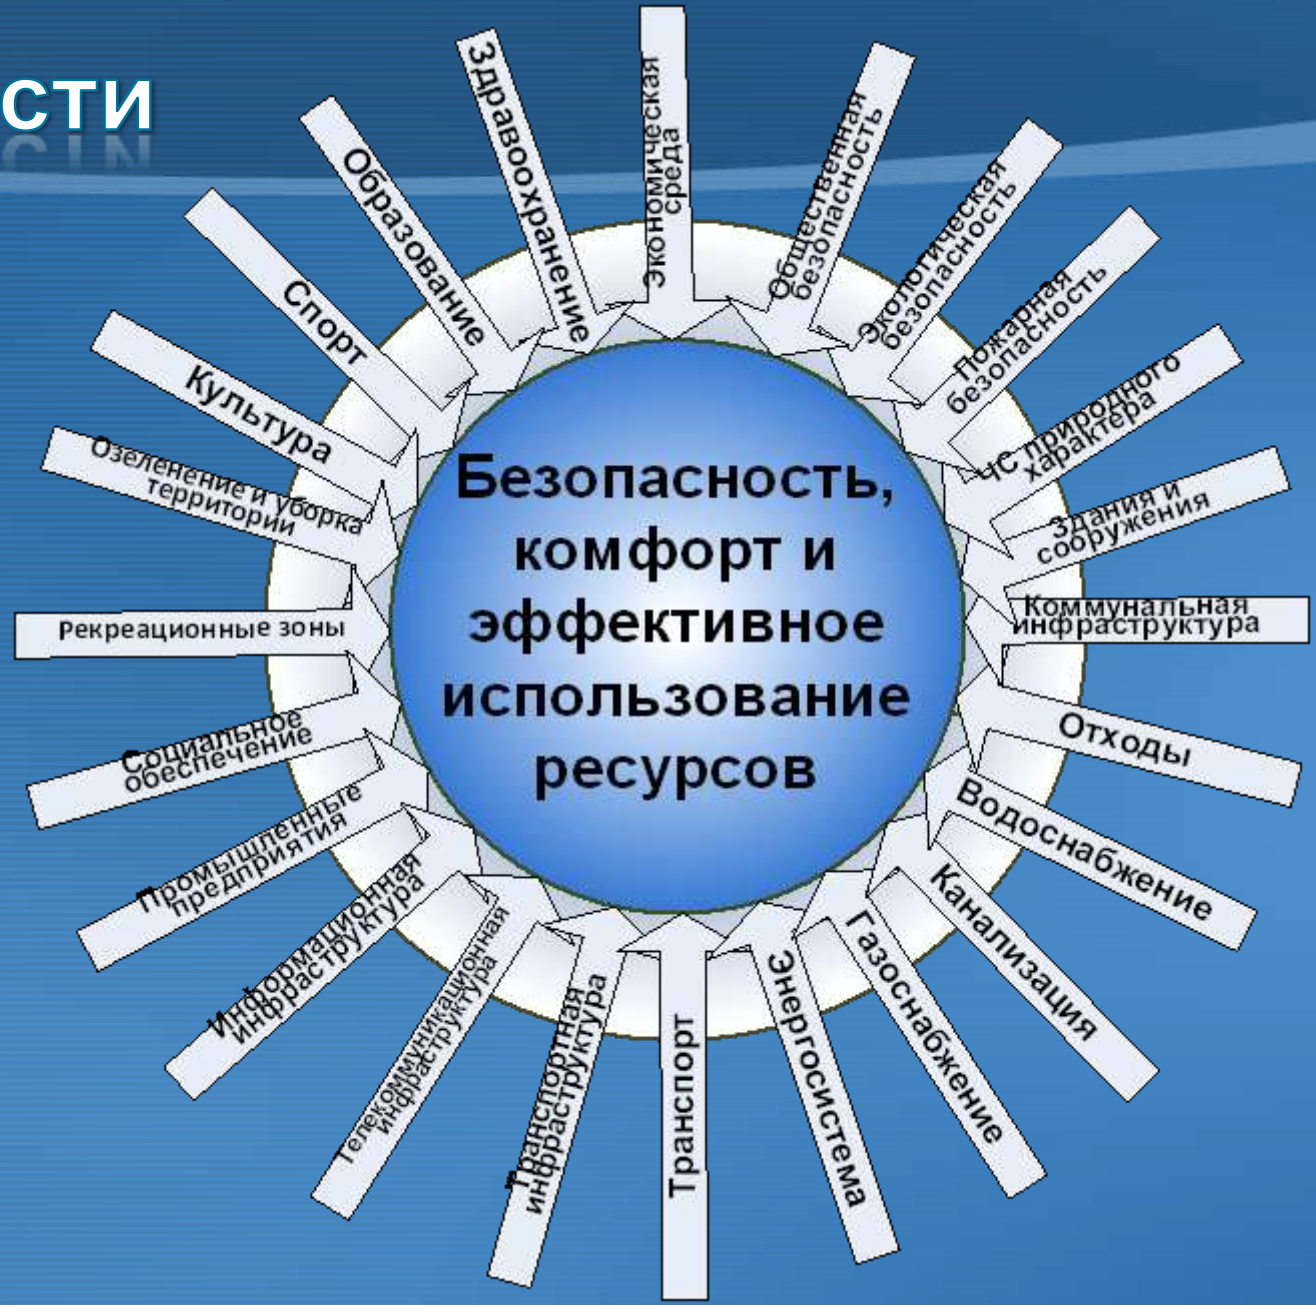 сти
Экономическая
среда
Общественная
безопасность
Экологическая
безопасность
Пожарная
безопасность
ЧС природного
характера
Здания и
сооружения
Коммунальная
инфраструктура
Отходы
Водоснабжение
Канализация
Газоснабжение
Энергосистема
Транспорт
Транспортная
инфраструктура
Телекоммуникационная
инфраструктура
Информационная
инфраструктура
Промышленные
предприятия
Социальное
обеспечение
Рекреационные зоны
Озеленение и уборка
территории
Культура
Спорт
Образование
Здравоохранение
Безопасность,
комфорт и
эффективное
использование
ресурсов